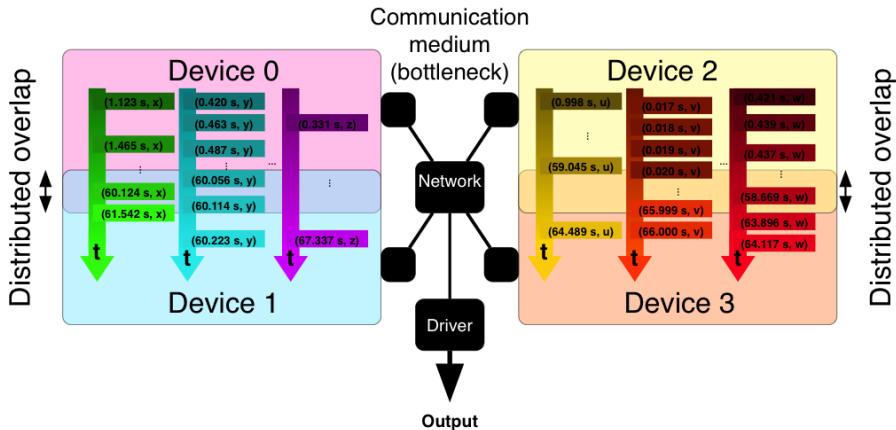 Communication
medium
(bottleneck)
Distributed overlap
Device 0
(1.123 s, x)
(1.465 s, x)
...
(60.124 s, x)
(61.542 s, x)
t
(0.420 s, y)
(0.463 s, y)
(0.487 s, y)
...
(60.056 s, y)
(60.114 s, y)
(60.223 s, y)
t
...
(0.331 s, z)
...
(67.337 s, z)
t
Device 1
Network
Driver
Output
Device 2
(0.998 s, u)
...
(59.045 s, u)
(64.489 s, u)
t
(0.017 s, v)
(0.018 s, v)
(0.019 s, v)
(0.020 s, v)
...
(65.999 s, v)
(66.000 s, v)
t
...
(0.421 s, w)
(0.439 s, w)
(0.437 s, w)
...
(58.669 s, w)
(63.896 s, w)
(64.117 s, w)
t
Device 3
Distributed overlap